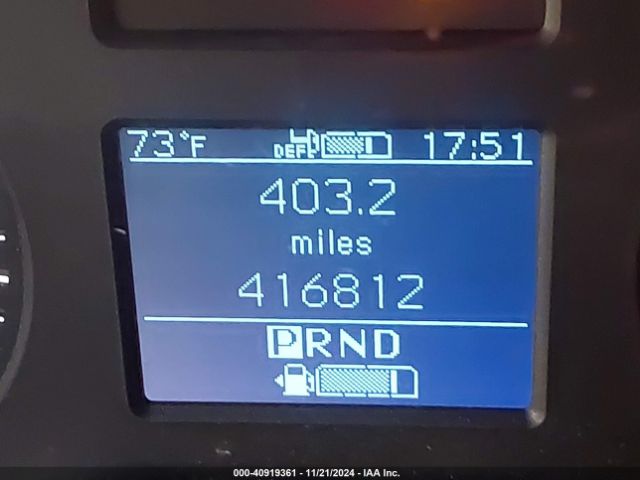 73°F DEF 17:51
403.2
miles
416812
PRND
000-40919361 - 11/21/2024 - IAA Inc.